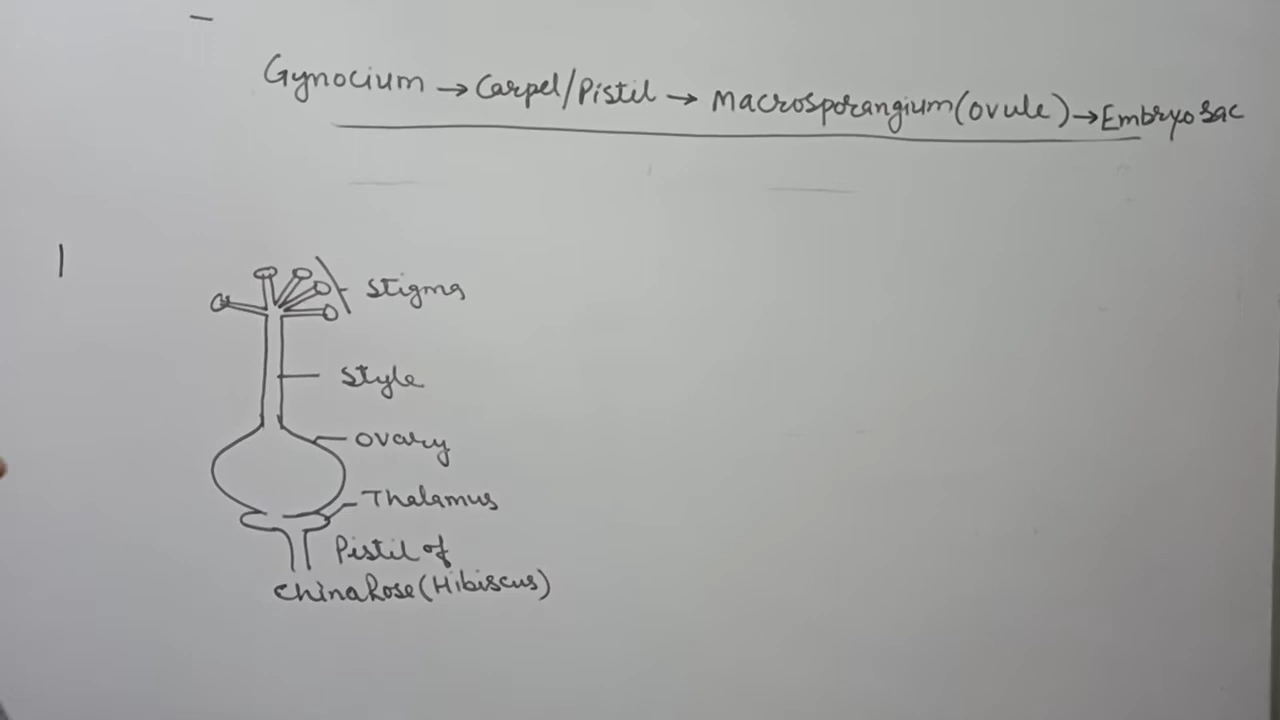 Gynocium → Carpel/Pistil → Macrosporangium(ovule) → Embryo sac
Stigma
Style
ovary
Thalamus
Pistil of
China Rose (Hibiscus)